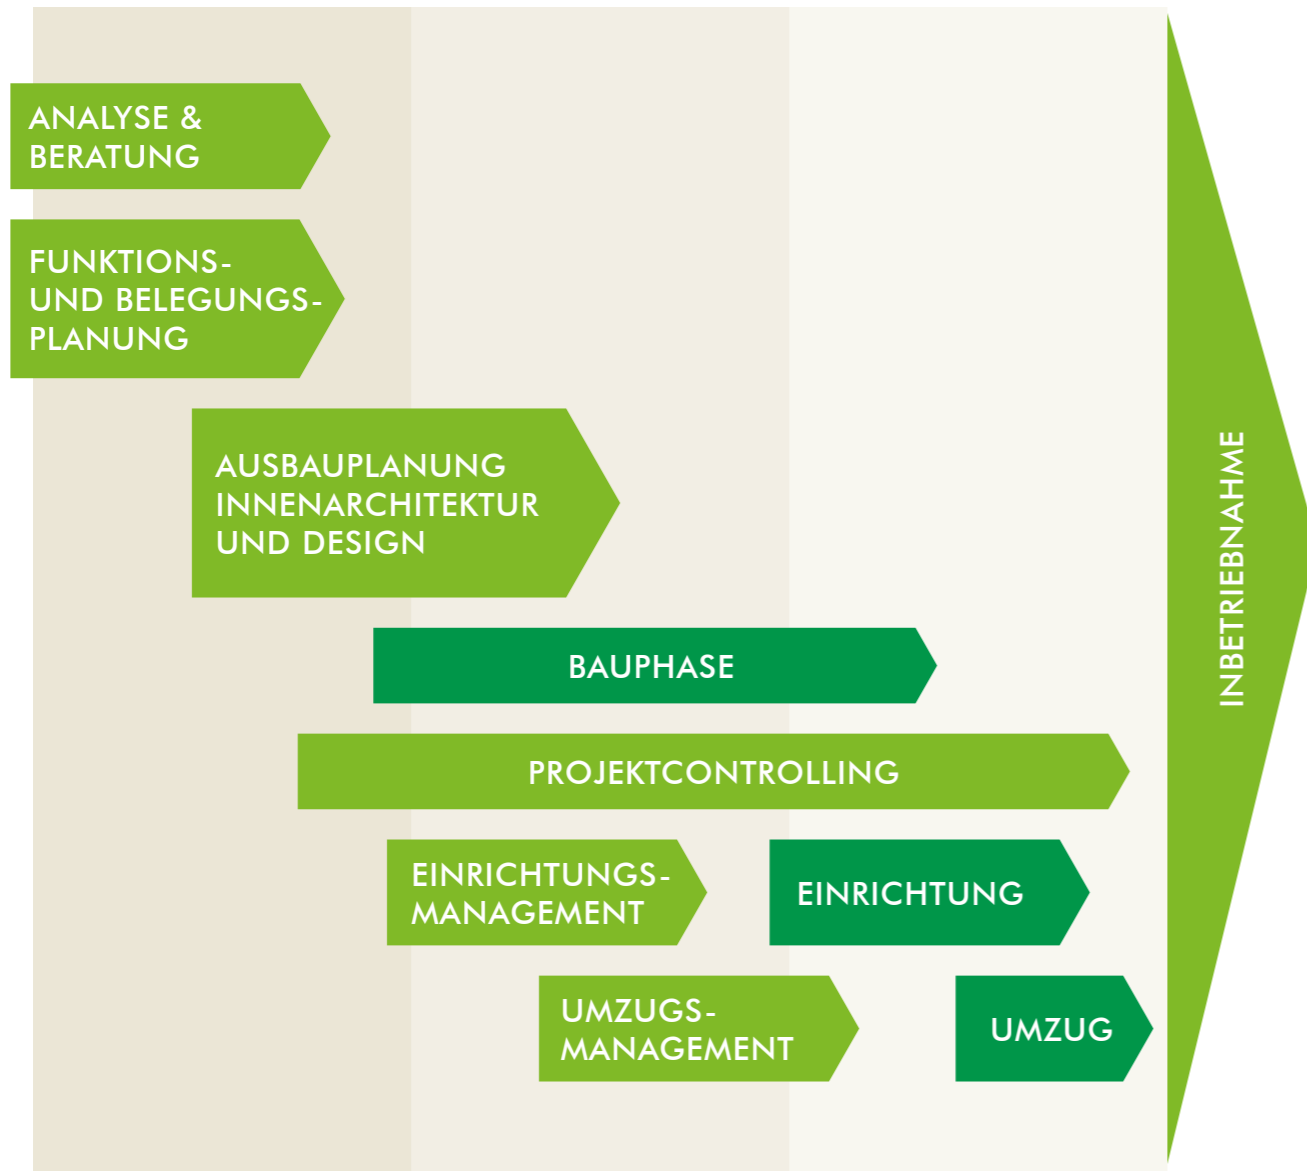 ANALYSE &
BERATUNG
FUNKTIONS-
UND BELEGUNGS-
PLANUNG
AUSBAUPLANUNG
INNENARCHITEKTUR
UND DESIGN
BAUPHASE
PROJEKTCONTROLLING
EINRICHTUNGS-
MANAGEMENT
EINRICHTUNG
UMZUGS-
MANAGEMENT
UMZUG
INBETRIEBNAHME